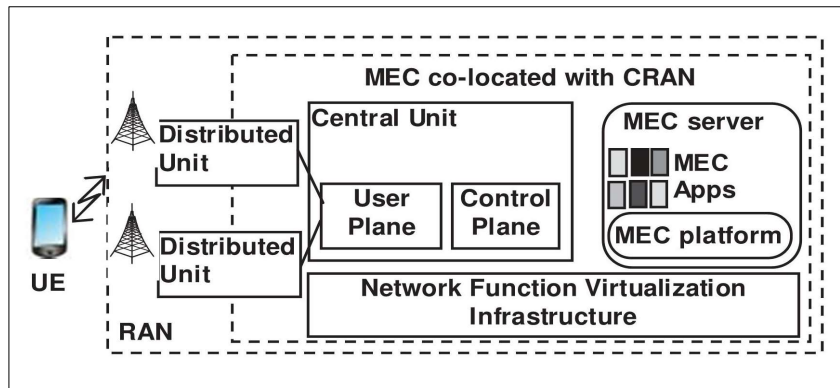 MEC co-located with CRAN
Distributed
Unit
Central Unit
User
Plane
Control
Plane
MEC server
MEC
Apps
MEC platform
UE
Distributed
Unit
Network Function Virtualization
Infrastructure
RAN